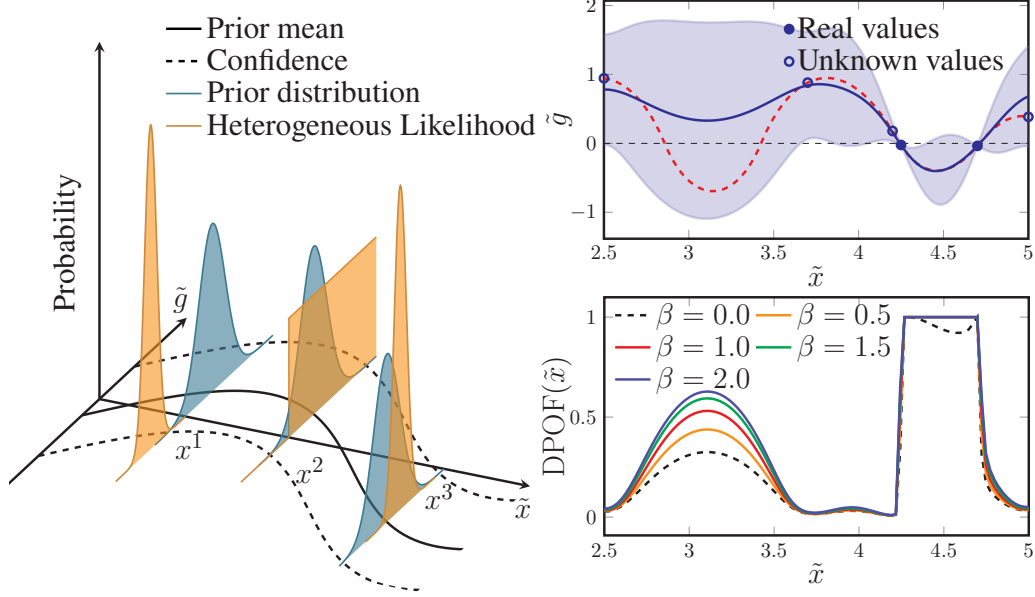 Prior mean
Confidence
Prior distribution
Heterogeneous Likelihood
Probability
g̃
x¹
x²
x³
x̃
2
1
0
−1
g̃
Real values
Unknown values
2.5 3 3.5 4 4.5 5
x̃
1
0.5
0
DPOF(x̃)
β = 0.0 β = 0.5
β = 1.0 β = 1.5
β = 2.0
2.5 3 3.5 4 4.5 5
x̃